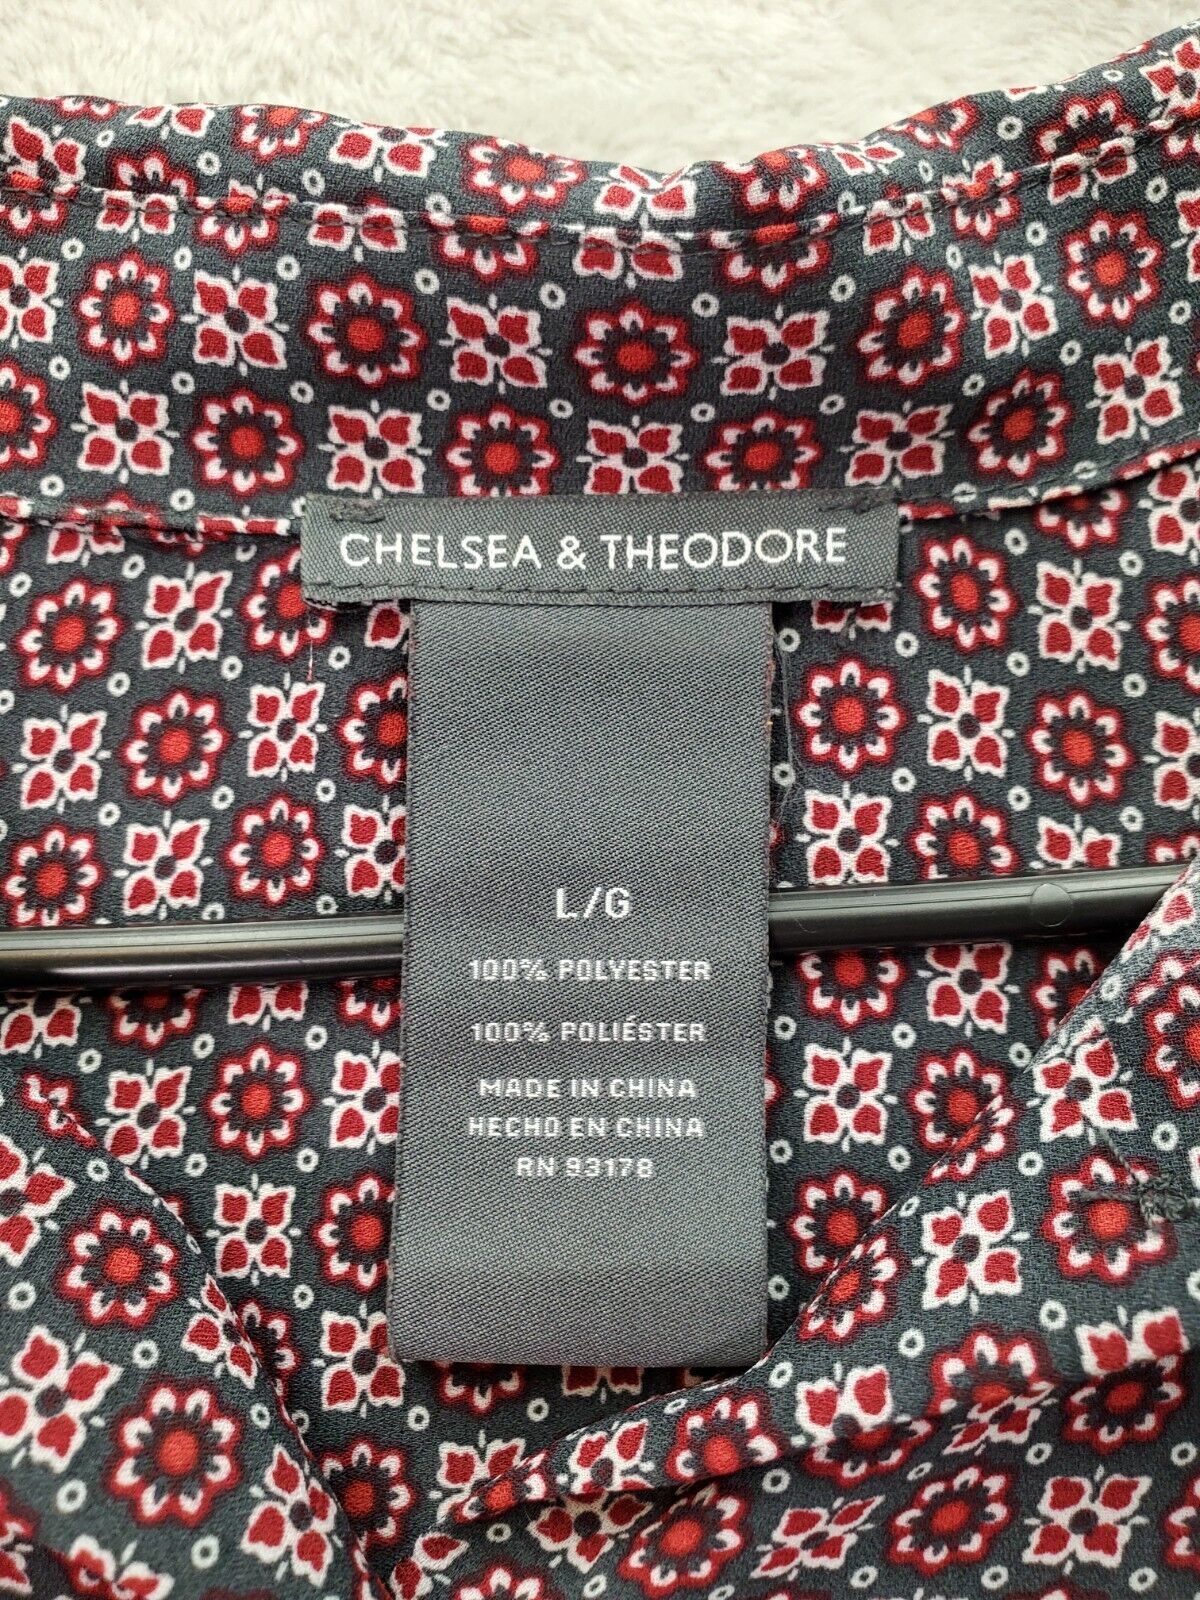 CHELSEA & THEODORE
L/G
100% POLYESTER
100% POLIÉSTER
MADE IN CHINA
HECHO EN CHINA
RN 93178